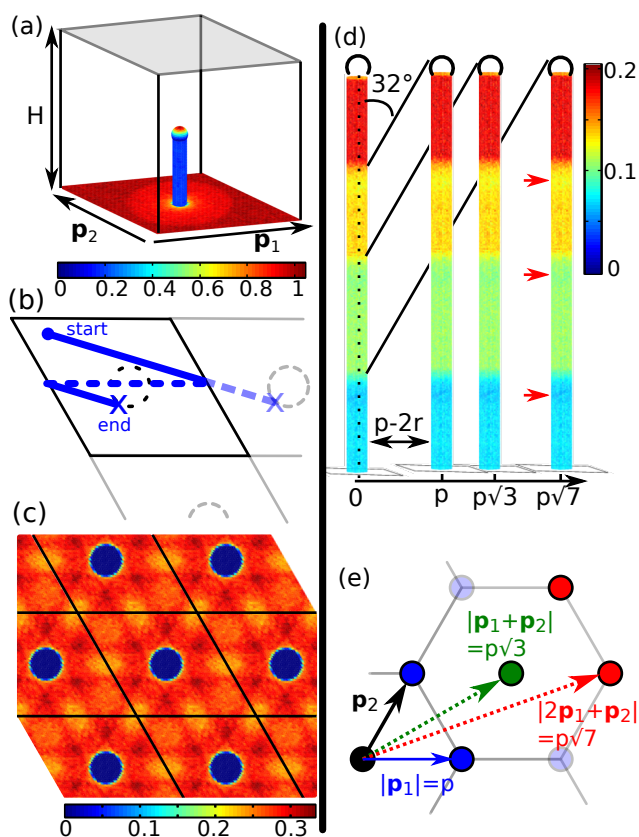 (a)
H
p₂
p₁
0 0.2 0.4 0.6 0.8 1
(b)
start
end
(c)
0 0.1 0.2 0.3
(d)
32°
0.2
0.1
0
p-2r
0 p p√3 p√7
(e)
|p₁+p₂|
=p√3
p₂
|2p₁+p₂|
=p√7
|p₁|=p